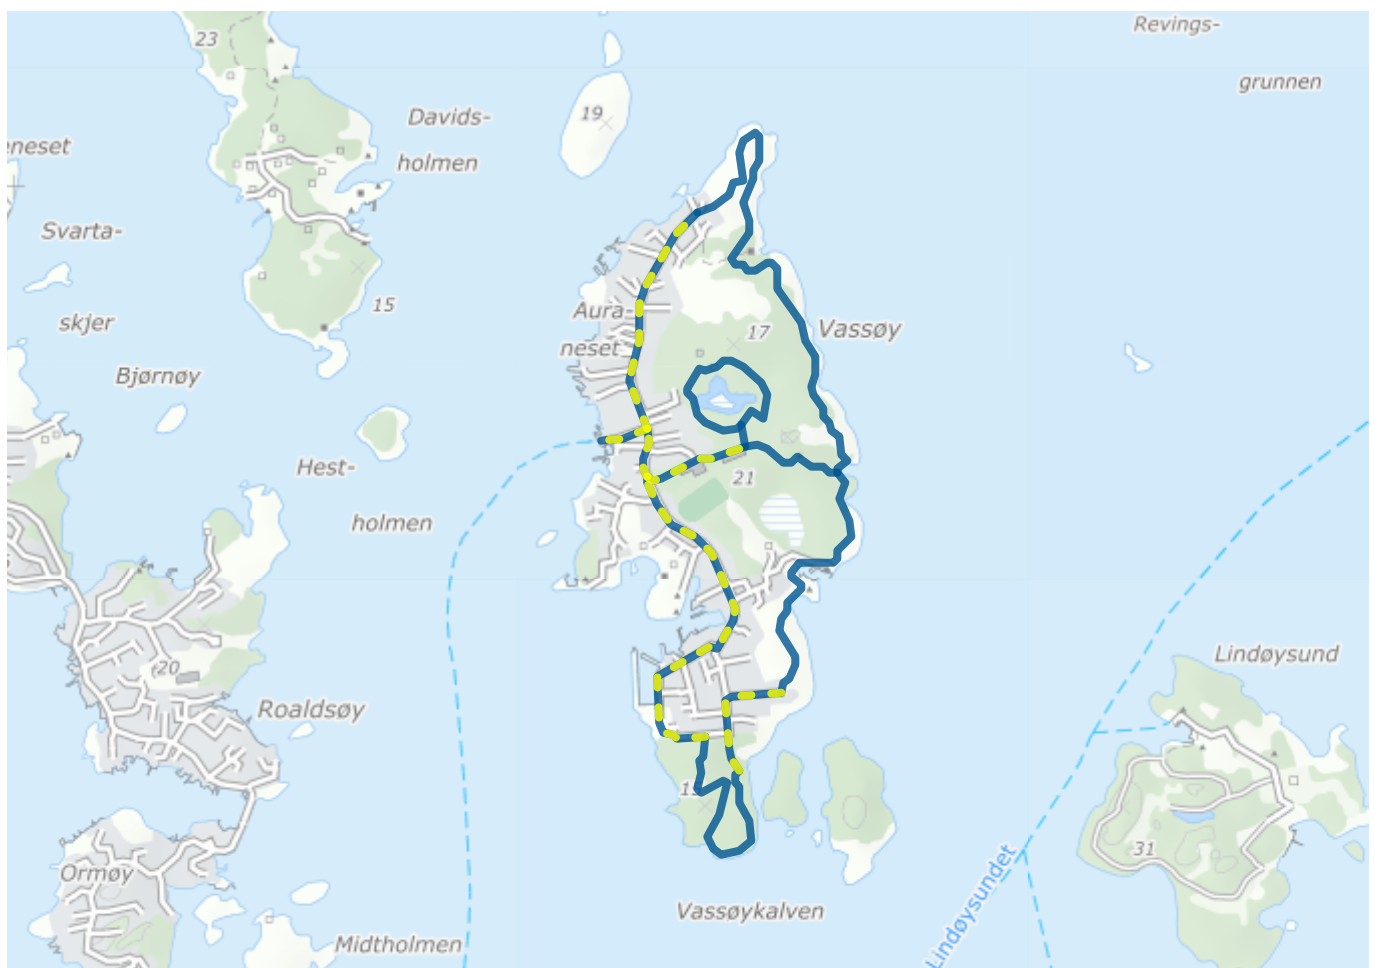 Revings-
23
grunnen
Davids-
19
neset
holmen
Svarta-
15
Aura-
skjer
17
Vassøy
neset
Bjørnøy
Hest-
21
holmen
Lindøysund
20
Roaldsøy
31
Ormøy
Lindøysundet
Vassøykalven
Midtholmen